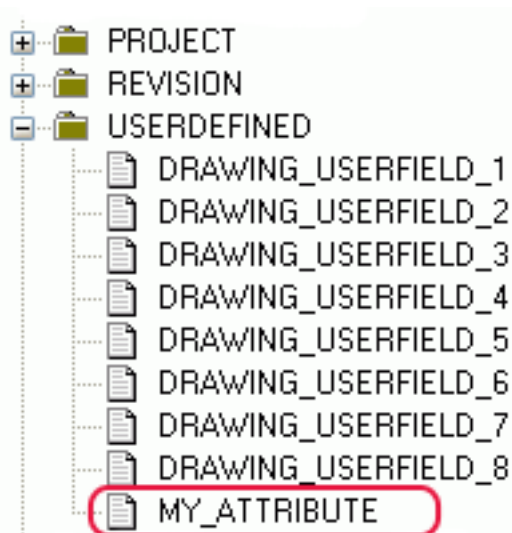 PROJECT
REVISION
USERDEFINED
DRAWING_USERFIELD_1
DRAWING_USERFIELD_2
DRAWING_USERFIELD_3
DRAWING_USERFIELD_4
DRAWING_USERFIELD_5
DRAWING_USERFIELD_6
DRAWING_USERFIELD_7
DRAWING_USERFIELD_8
MY_ATTRIBUTE